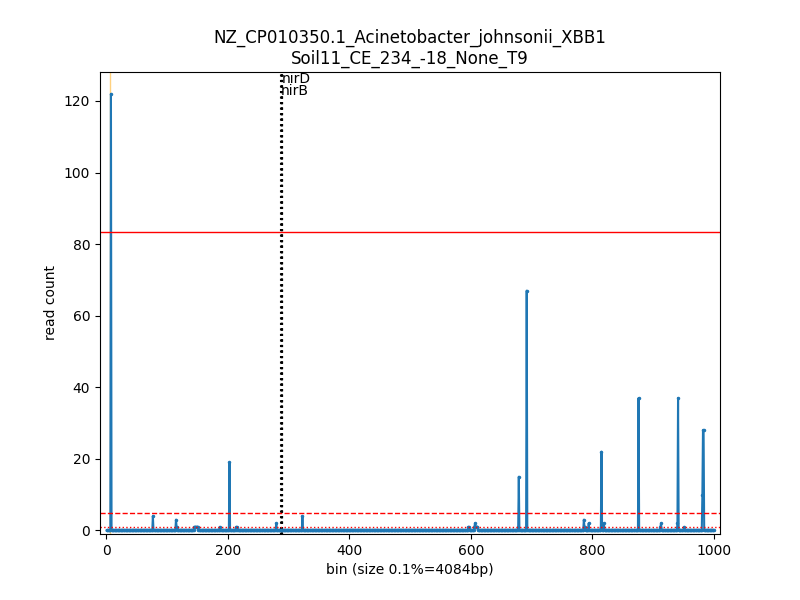 NZ_CP010350.1_Acinetobacter_johnsonii_XBB1
Soil11_CE_234_-18_None_T9
nirD
nirB
120
100
80
60
40
20
0
read count
0 200 400 600 800 1000
bin (size 0.1%=4084bp)